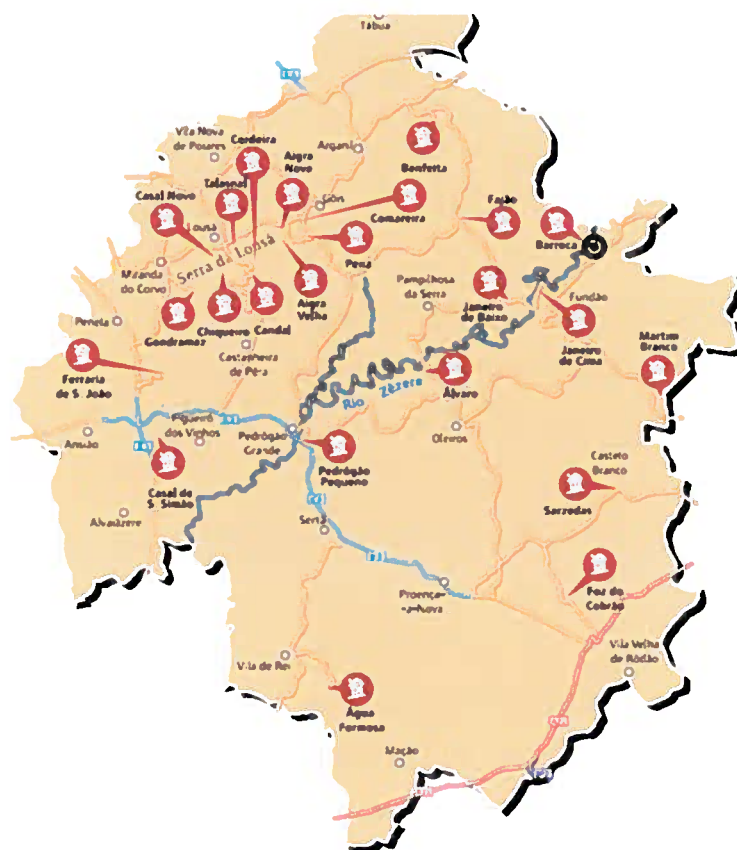 Tábua
Vila Nova
de Poiares
Cerdeira
Arganil
Aigra
Novo
Benfeita
Casal Novo
Talasnal
Góis
Comareira
Fajão
Barroca
Lousã
Serra da Lousã
Pena
Miranda
do Corvo
Pampilhosa
da Serra
Janeiro
de Baixo
Fundão
Aigra
Velha
Penela
Gondramaz
Chiqueiro
Candal
Janeiro
de Cima
Martim
Branco
Castanheira
de Pêra
Ferraria
de S. João
Rio Zêzere
Álvaro
Ansião
Figueiró
dos Vinhos
Pedrógão
Grande
Oleiros
Pedrógão
Pequeno
Castelo
Branco
Casal de
S. Simão
Sarzedas
Alvaiázere
Sertã
Proença-
-a-Nova
Foz do
Cobrão
Vila de Rei
Vila Velha
de Ródão
Água
Formosa
Mação